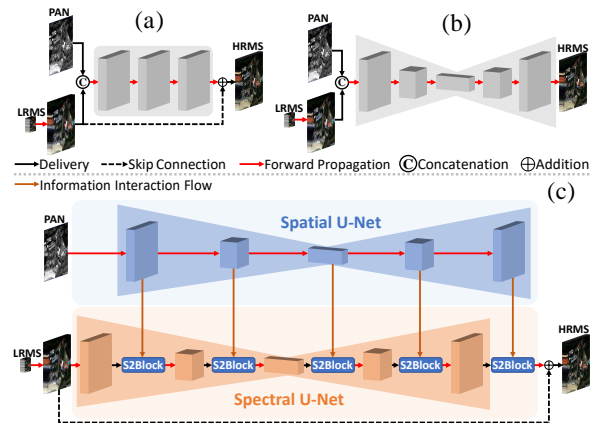 (a)
PAN
HRMS
C
LRMS
(b)
PAN
HRMS
C
LRMS
Delivery
Skip Connection
Forward Propagation
C Concatenation
Addition
Information Interaction Flow
(c)
Spatial U-Net
PAN
LRMS
HRMS
S2Block S2Block S2Block S2Block S2Block
Spectral U-Net